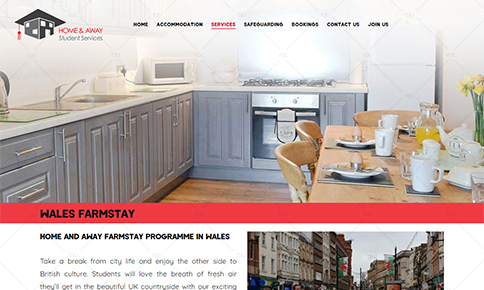 HOME & AWAY
Student Services
HOME ACCOMMODATION SERVICES SAFEGUARDING BOOKINGS CONTACT US JOIN US
WALES FARMSTAY
HOME AND AWAY FARMSTAY PROGRAMME IN WALES
Take a break from city life and enjoy the other side to
British culture. Students will love the breath of fresh air
they'll get in the beautiful UK countryside with our exciting